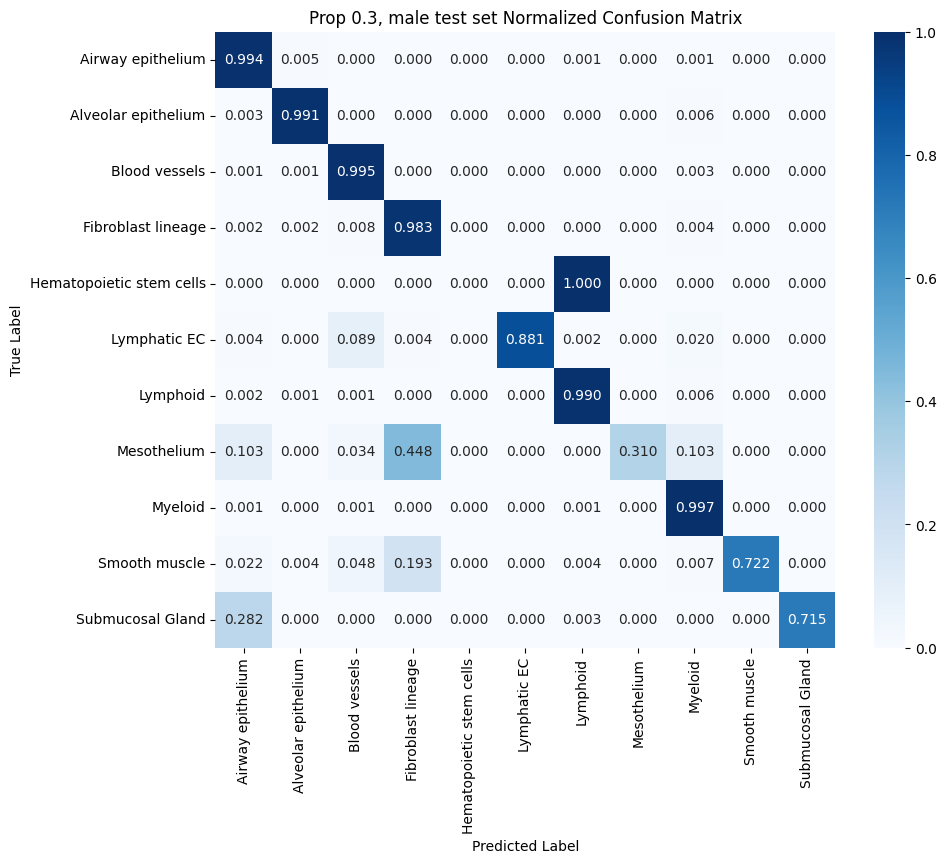 Prop 0.3, male test set Normalized Confusion Matrix
True Label
Airway epithelium 0.994 0.005 0.000 0.000 0.000 0.000 0.001 0.000 0.001 0.000 0.000
Alveolar epithelium 0.003 0.991 0.000 0.000 0.000 0.000 0.000 0.000 0.006 0.000 0.000
Blood vessels 0.001 0.001 0.995 0.000 0.000 0.000 0.000 0.000 0.003 0.000 0.000
Fibroblast lineage 0.002 0.002 0.008 0.983 0.000 0.000 0.000 0.000 0.004 0.000 0.000
Hematopoietic stem cells 0.000 0.000 0.000 0.000 0.000 0.000 1.000 0.000 0.000 0.000 0.000
Lymphatic EC 0.004 0.000 0.089 0.004 0.000 0.881 0.002 0.000 0.020 0.000 0.000
Lymphoid 0.002 0.001 0.001 0.000 0.000 0.000 0.990 0.000 0.006 0.000 0.000
Mesothelium 0.103 0.000 0.034 0.448 0.000 0.000 0.000 0.310 0.103 0.000 0.000
Myeloid 0.001 0.000 0.001 0.000 0.000 0.000 0.001 0.000 0.997 0.000 0.000
Smooth muscle 0.022 0.004 0.048 0.193 0.000 0.000 0.004 0.000 0.007 0.722 0.000
Submucosal Gland 0.282 0.000 0.000 0.000 0.000 0.000 0.003 0.000 0.000 0.000 0.715
Airway epithelium
Alveolar epithelium
Blood vessels
Fibroblast lineage
Hematopoietic stem cells
Lymphatic EC
Lymphoid
Mesothelium
Myeloid
Smooth muscle
Submucosal Gland
Predicted Label
1.0
0.8
0.6
0.4
0.2
0.0